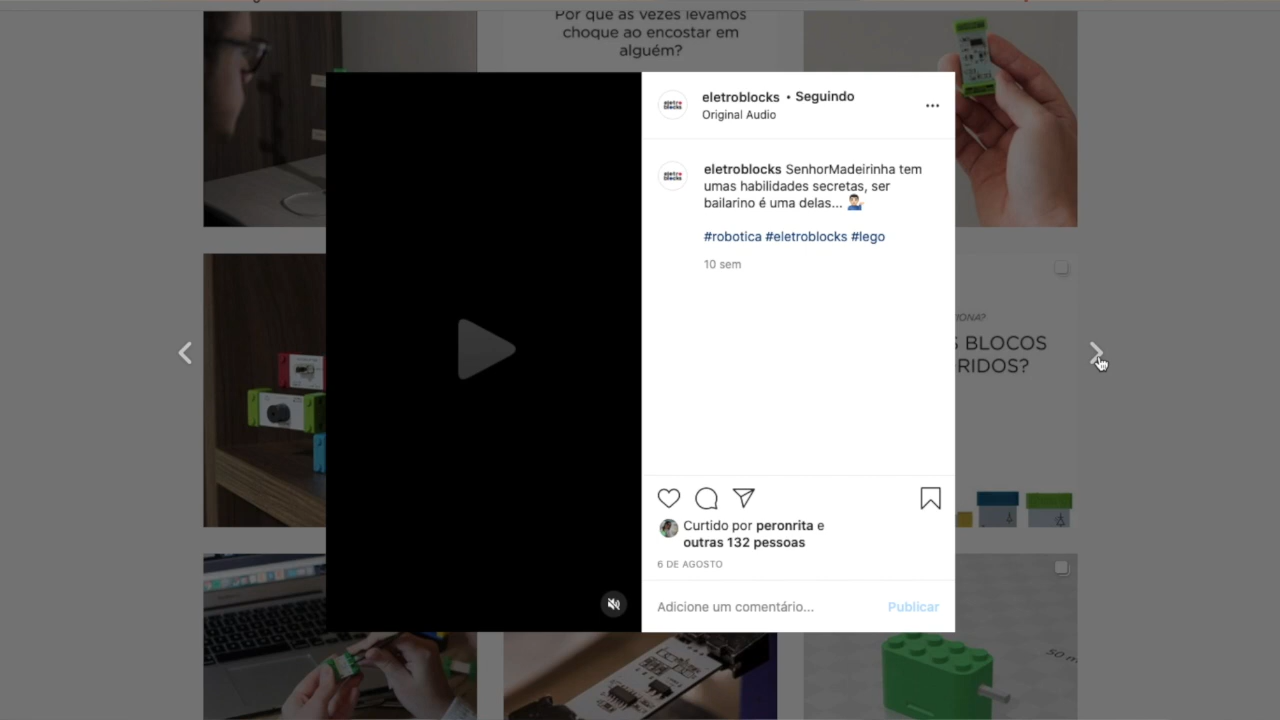 Por que as vezes levamos
choque ao encostar em
alguém?
eletroblocks • Seguindo
Original Audio
eletroblocks SenhorMadeirinha tem
umas habilidades secretas, ser
bailarino é uma delas... 💁🏻‍♂️
#robotica #eletroblocks #lego
10 sem
IONA?
S BLOCOS
RIDOS?
Curtido por peronrita e
outras 132 pessoas
6 DE AGOSTO
Adicione um comentário... Publicar
50 m